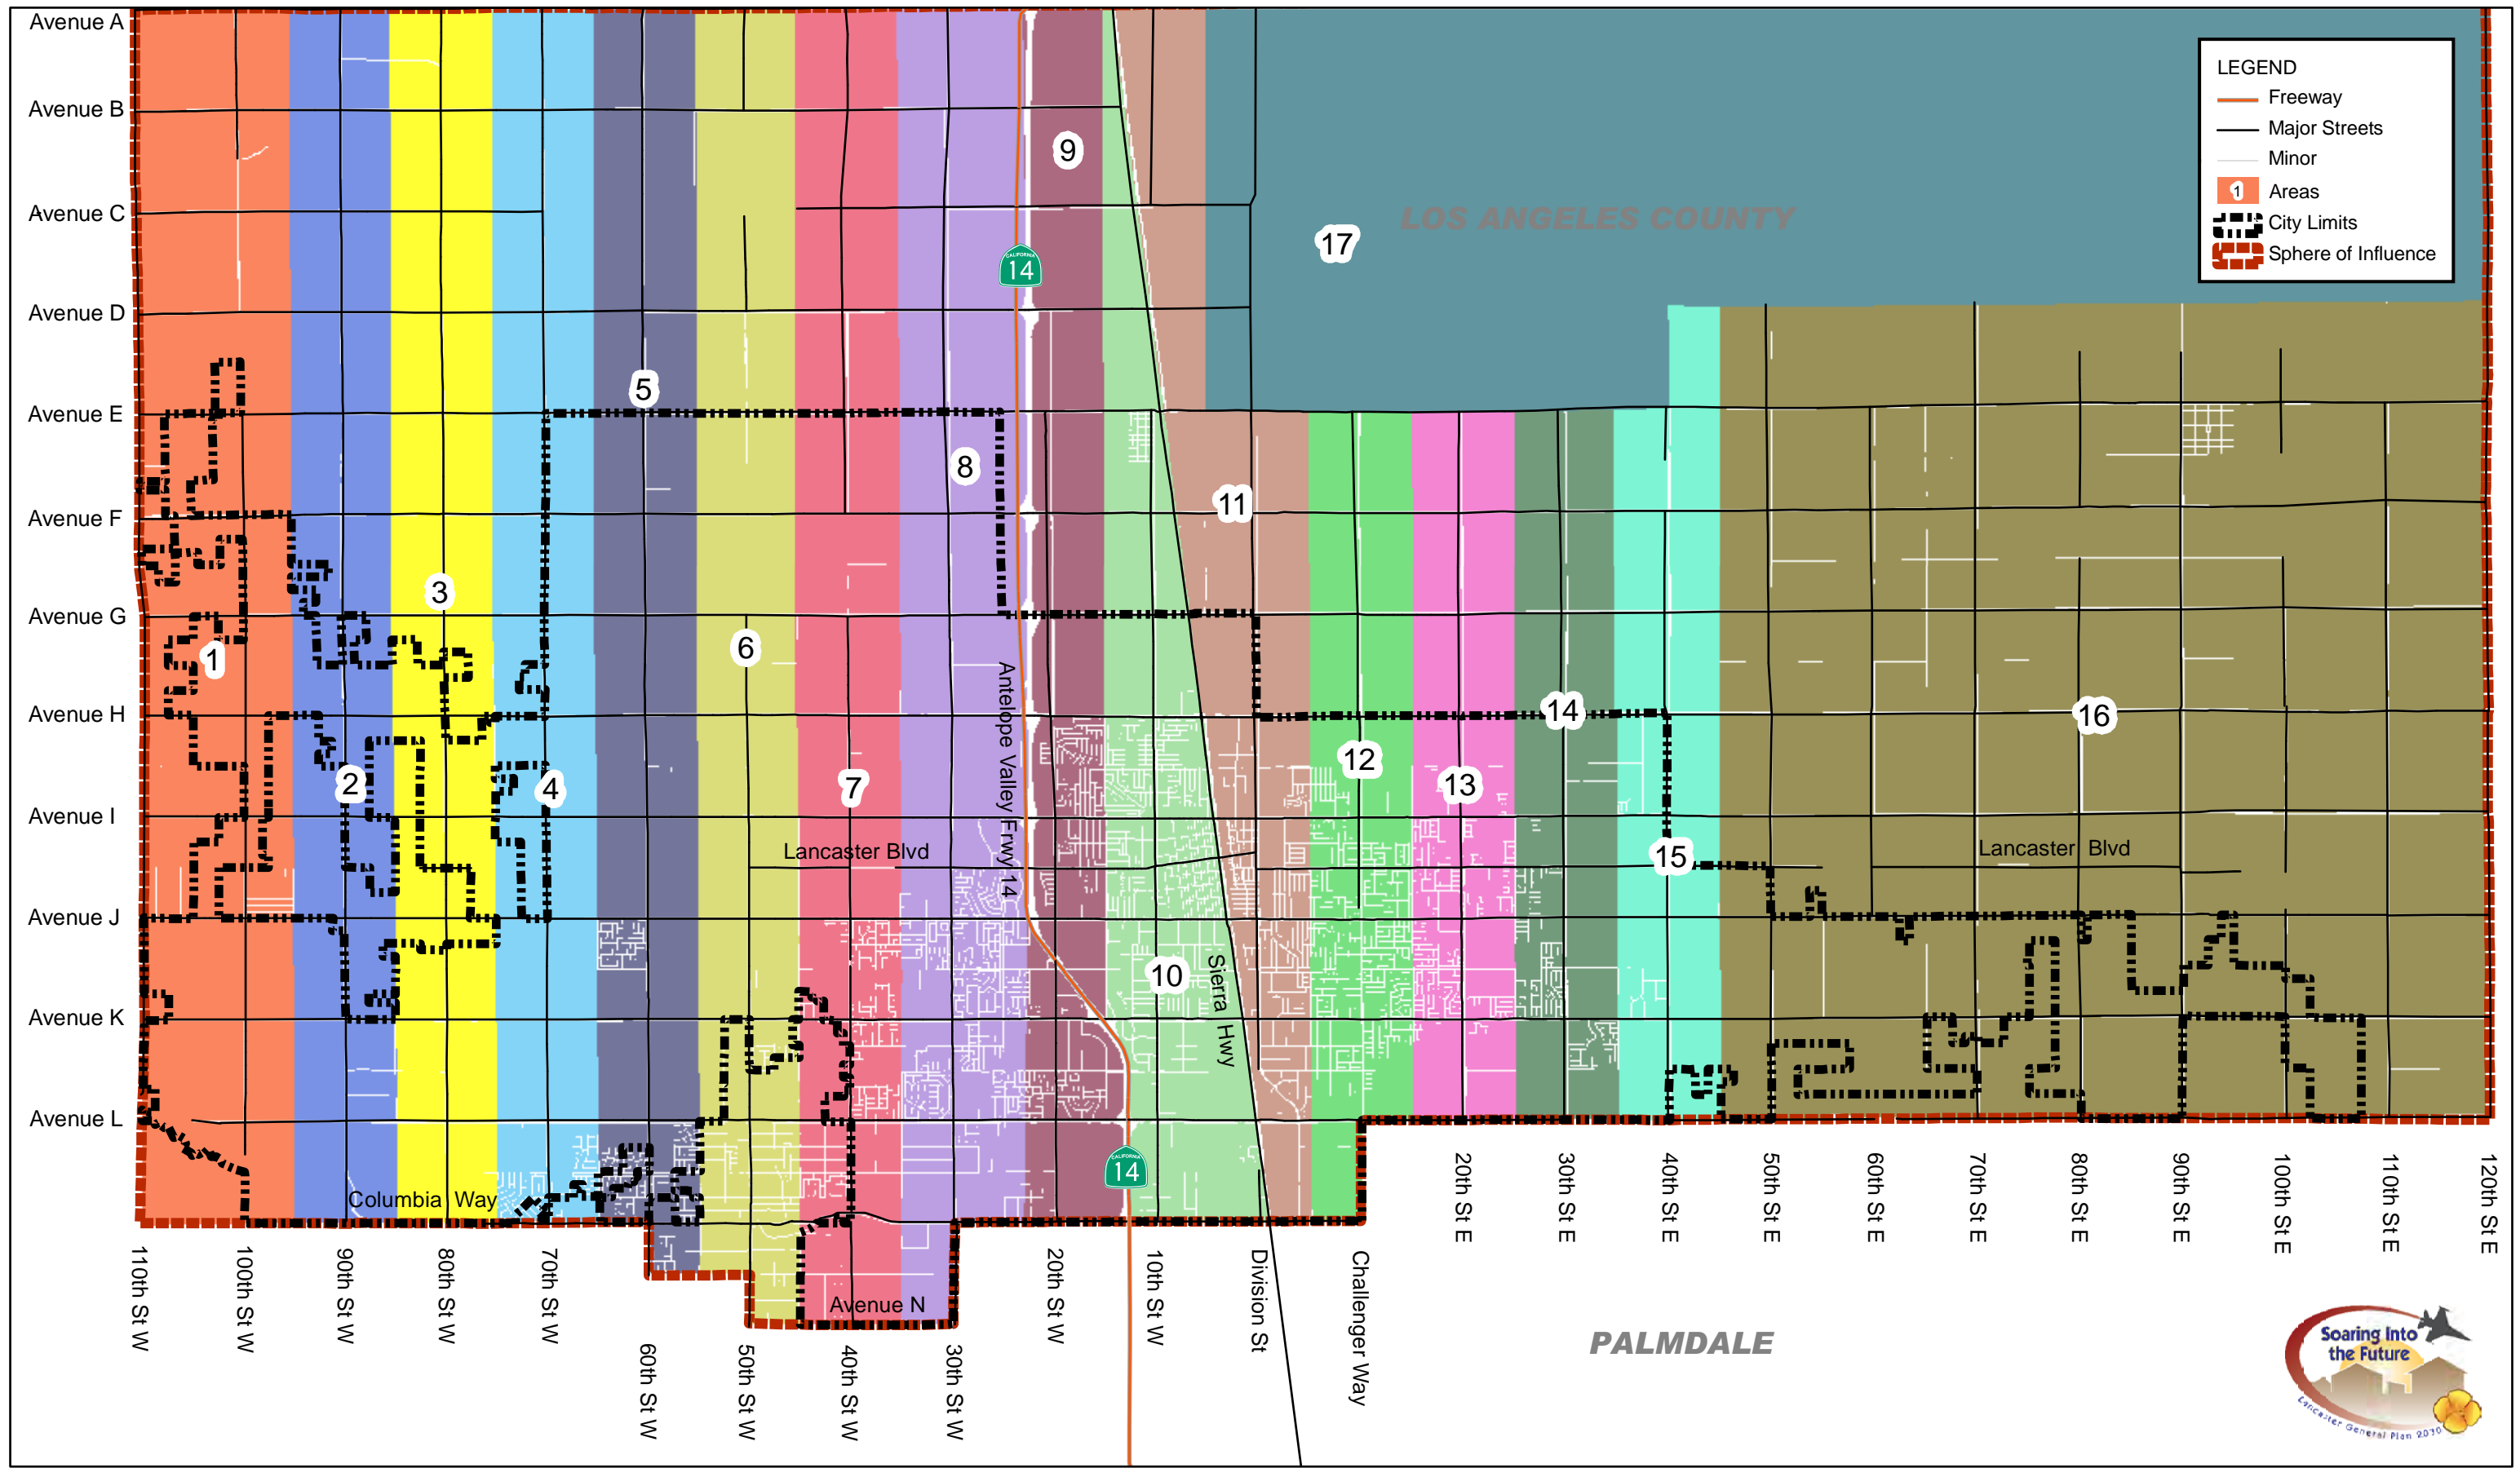 Avenue A
Avenue B
Avenue C
Avenue D
Avenue E
Avenue F
Avenue G
Avenue H
Avenue I
Avenue J
Avenue K
Avenue L
LEGEND
Freeway
Major Streets
Minor
1 Areas
City Limits
Sphere of Influence
LOS ANGELES COUNTY
9
17
CALIFORNIA
14
5
8
11
3
6
1
14
16
12
2
4
7
13
15
10
Antelope Valley Frwy 14
Lancaster Blvd
Lancaster Blvd
Sierra Hwy
CALIFORNIA
14
Columbia Way
Avenue N
110th St W
100th St W
90th St W
80th St W
70th St W
60th St W
50th St W
40th St W
30th St W
20th St W
10th St W
Division St
Challenger Way
20th St E
30th St E
40th St E
50th St E
60th St E
70th St E
80th St E
90th St E
100th St E
110th St E
120th St E
PALMDALE
Soaring Into
the Future
Lancaster General Plan 2030